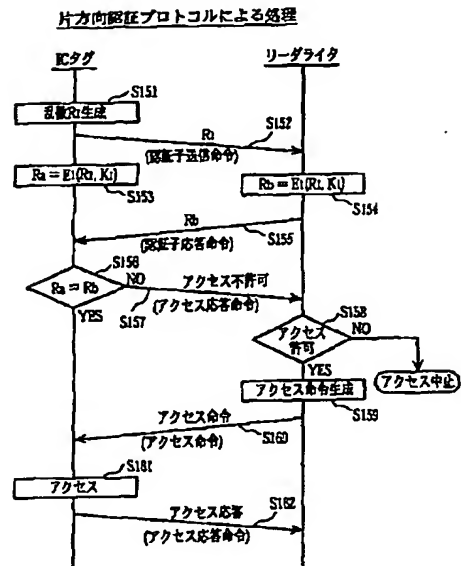 片方向認証プロトコルによる処理
ICタグ
リーダライタ
S151
乱数R1生成
R1
S152
(認証子送信命令)
Ra = E1(R1, K1)
S153
Rb = E1(R1, K1)
S154
Rb
S155
(認証子応答命令)
S156
Ra = Rb
NO
YES
アクセス不許可
S157
(アクセス応答命令)
S158
アクセス
許可
NO
YES
アクセス中止
アクセス命令生成
S159
アクセス命令
(アクセス命令)
S160
S181
アクセス
アクセス応答
S182
(アクセス応答命令)